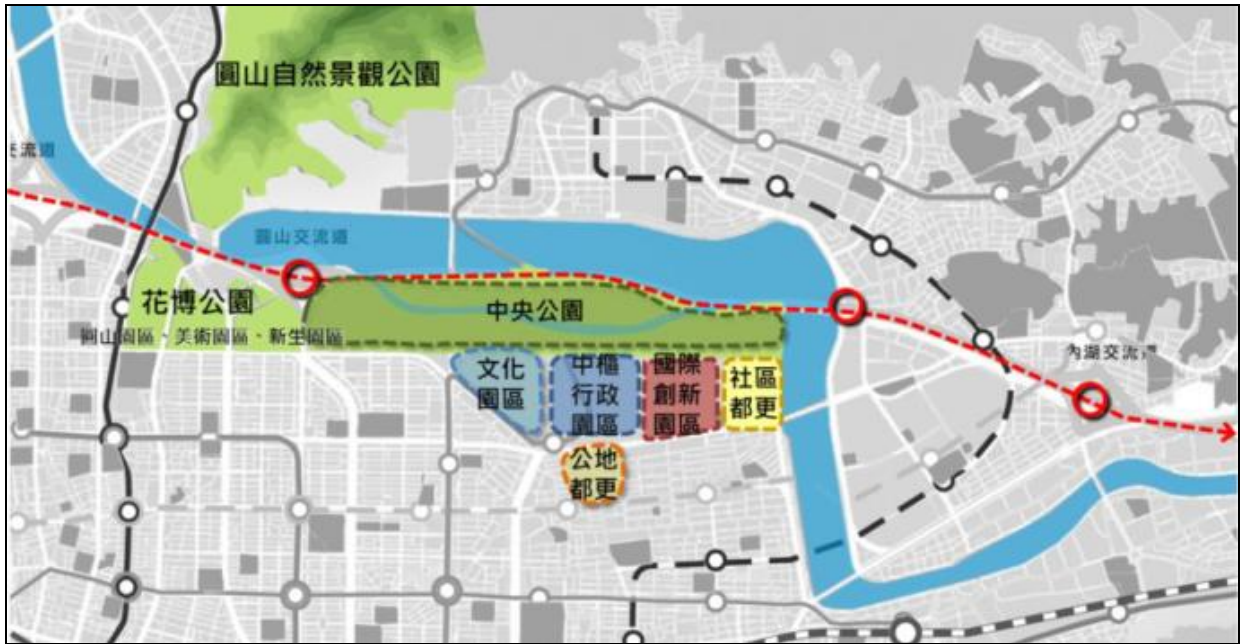 圓山自然景觀公園
流道
圓山交流道
花博公園
圓山園區、美術園區、新生園區
中央公園
文化
園區
中樞
行政
園區
國際
創新
園區
社區
都更
公地
都更
內湖交流道